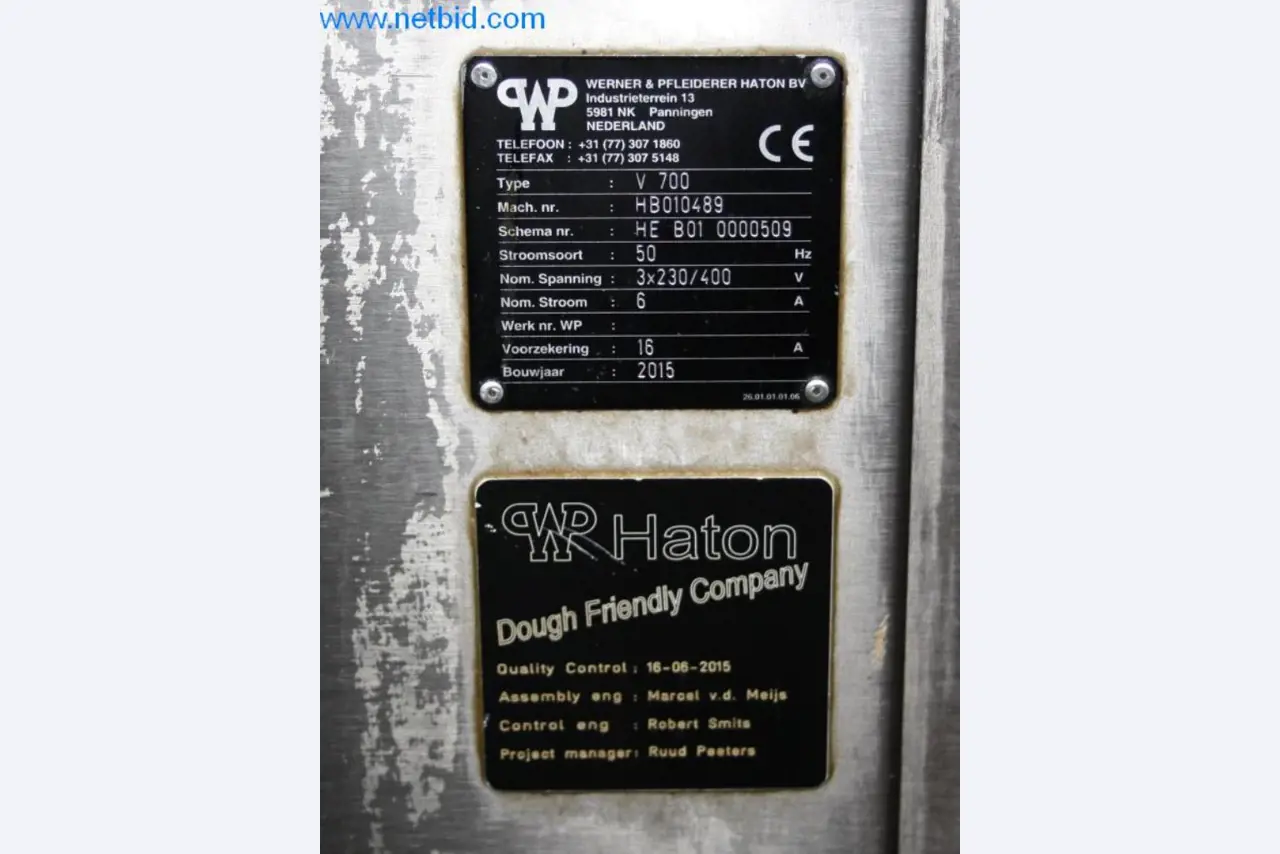 www.netbid.com
WP WERNER & PFLEIDERER HATON BV
Industrieterrein 13
5981 NK Panningen
NEDERLAND
TELEFOON : +31 (77) 307 1860
TELEFAX : +31 (77) 307 5148
CE
Type : V 700
Mach. nr. : HB010489
Schema nr. : HE B01 0000509
Stroomsoort : 50 Hz
Nom. Spanning : 3x230/400 V
Nom. Stroom : 6 A
Werk nr. WP :
Voorzekering : 16 A
Bouwjaar : 2015
26.01.01.01.06
WP Haton
Dough Friendly Company
Quality Control : 16-06-2015
Assembly eng : Marcel v.d. Meijs
Control eng : Robert Smits
Project manager : Ruud Peeters